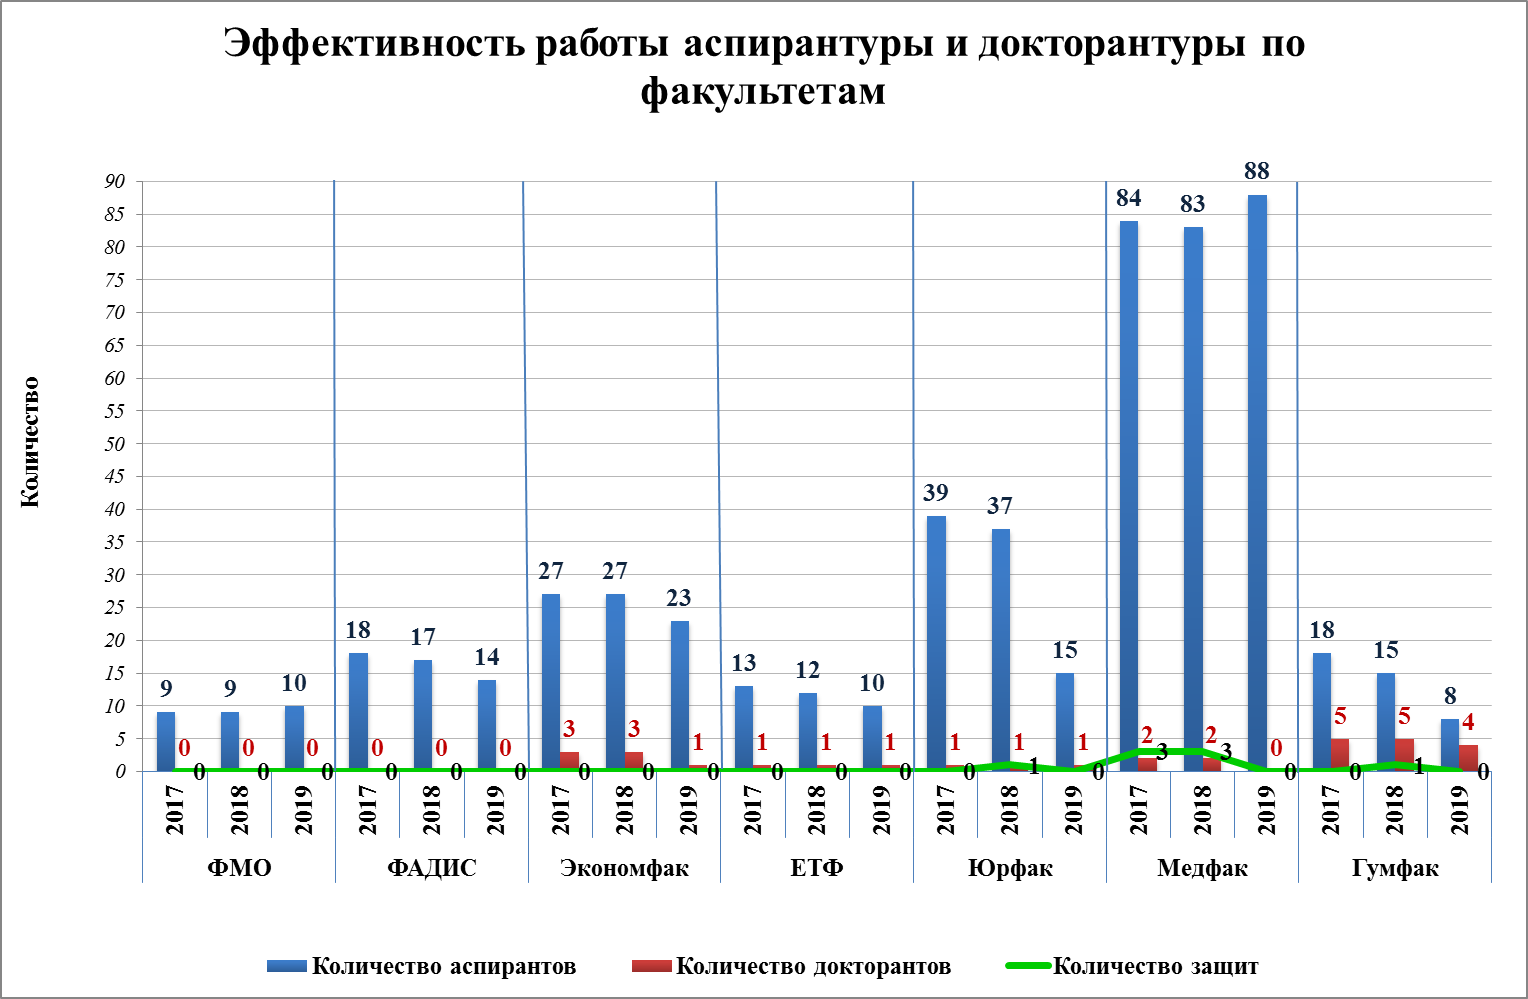 Эффективность работы аспирантуры и докторантуры по
факультетам
Количество
90
85
80
75
70
65
60
55
50
45
40
35
30
25
20
15
10
5
0
9 9 10
18 17 14
27 27 23
13 12 10
39 37 15
84 83 88
18 15 8
0 0 0
0 0 0
3 3 1
1 1 1
1 1 1
2 2 0
5 5 4
0 0 0
0 0 0
0 0 0
0 0 0
0 1 0
3 3 0
0 1 0
2017 2018 2019 2017 2018 2019 2017 2018 2019 2017 2018 2019 2017 2018 2019 2017 2018 2019 2017 2018 2019
ФМО ФАДИС Экономфак ЕТФ Юрфак Медфак Гумфак
Количество аспирантов Количество докторантов Количество защит